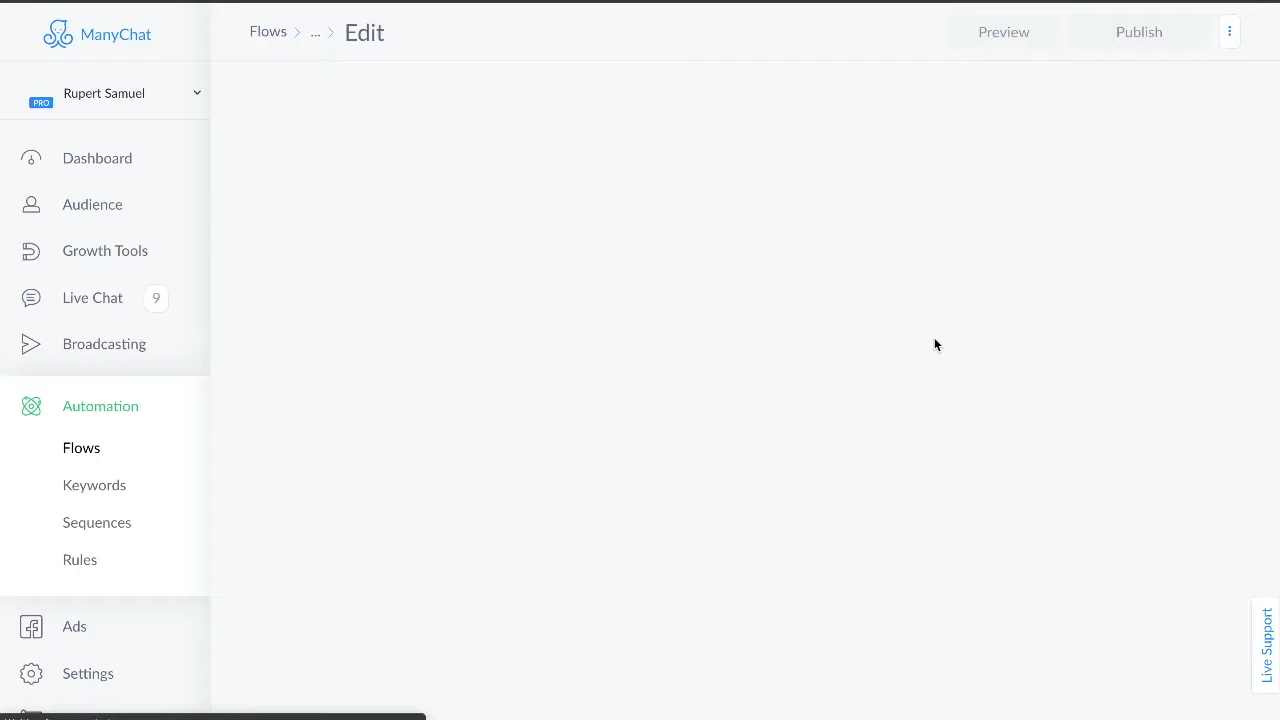 ManyChat
Flows
...
Edit
Preview
Publish
PRO
Rupert Samuel
Dashboard
Audience
Growth Tools
Live Chat
9
Broadcasting
Automation
Flows
Keywords
Sequences
Rules
Ads
Settings
Live Support